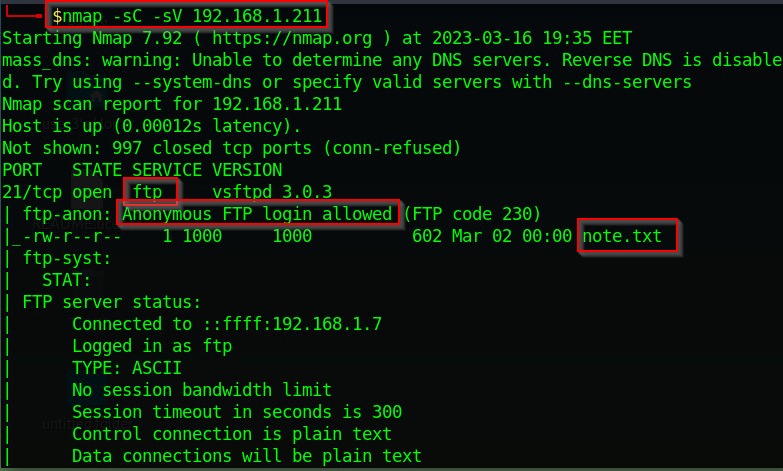 $nmap -sC -sV 192.168.1.211
Starting Nmap 7.92 ( https://nmap.org ) at 2023-03-16 19:35 EET
mass_dns: warning: Unable to determine any DNS servers. Reverse DNS is disable
d. Try using --system-dns or specify valid servers with --dns-servers
Nmap scan report for 192.168.1.211
Host is up (0.00012s latency).
Not shown: 997 closed tcp ports (conn-refused)
PORT   STATE SERVICE VERSION
21/tcp open  ftp     vsftpd 3.0.3
| ftp-anon: Anonymous FTP login allowed (FTP code 230)
|_-rw-r--r--    1 1000     1000          602 Mar 02 00:00 note.txt
| ftp-syst:
|   STAT:
| FTP server status:
|      Connected to ::ffff:192.168.1.7
|      Logged in as ftp
|      TYPE: ASCII
|      No session bandwidth limit
|      Session timeout in seconds is 300
|      Control connection is plain text
|      Data connections will be plain text